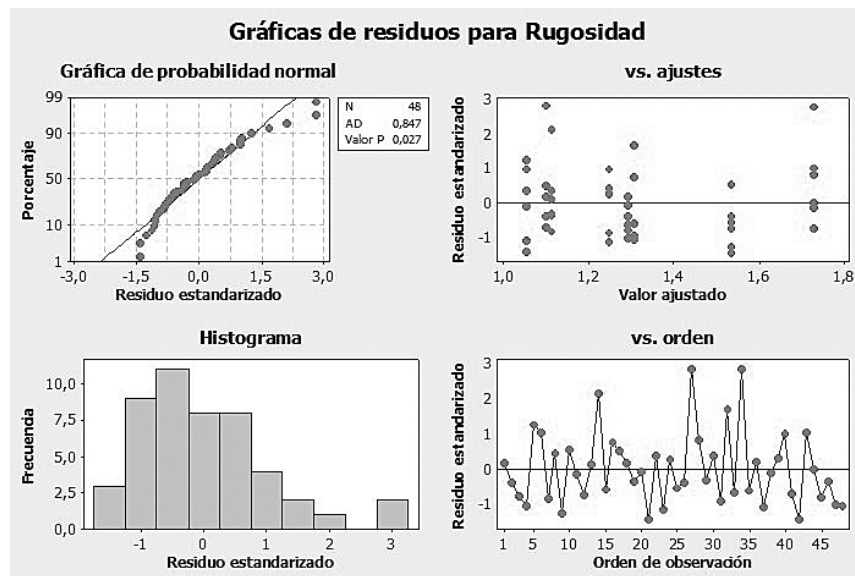 Gráficas de residuos para Rugosidad
Gráfica de probabilidad normal
99
90
50
10
1
Porcentaje
-3,0 -1,5 0,0 1,5 3,0
Residuo estandarizado
N 48
AD 0,847
Valor P 0,027
vs. ajustes
3
2
1
0
-1
Residuo estandarizado
1,0 1,2 1,4 1,6 1,8
Valor ajustado
Histograma
10,0
7,5
5,0
2,5
0,0
Frecuencia
-1 0 1 2 3
Residuo estandarizado
vs. orden
3
2
1
0
-1
Residuo estandarizado
1 5 10 15 20 25 30 35 40 45
Orden de observación